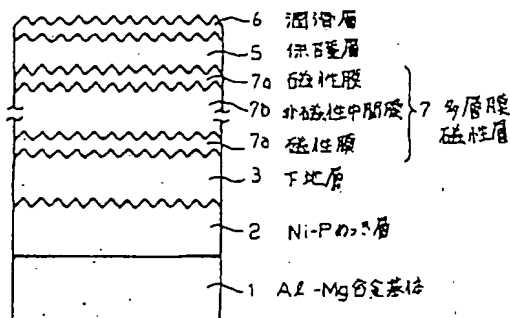 6 潤滑層
5 保護層
7a 磁性膜
7b 非磁性中間膜
7 多層膜
磁性層
7a 磁性膜
3 下地層
2 Ni-Pめっき層
1 Al-Mg合金基体